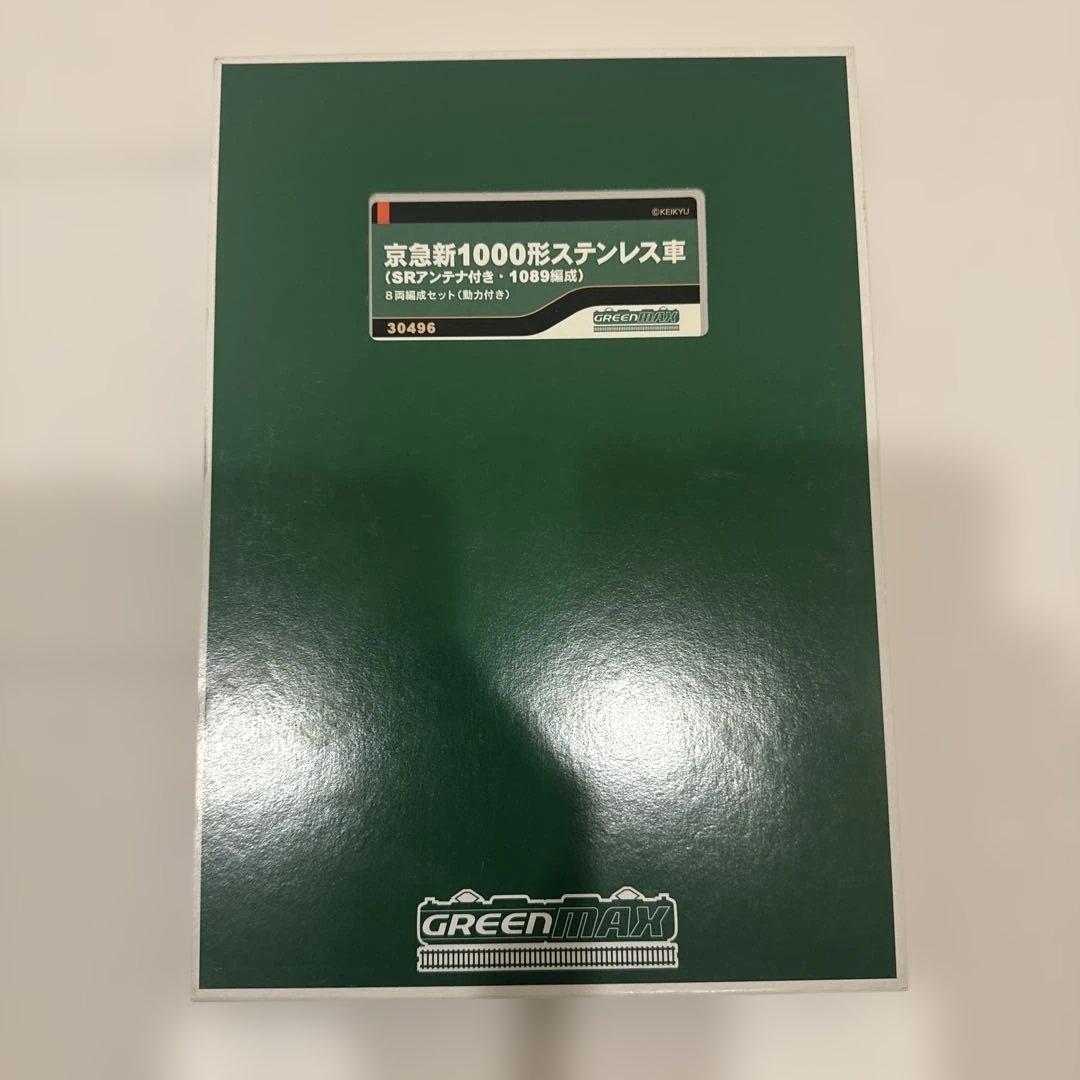 ©KEIKYU
京急新1000形ステンレス車
(SRアンテナ付き・1089編成)
8両編成セット(動力付き)
GREENMAX
30496
GREENMAX